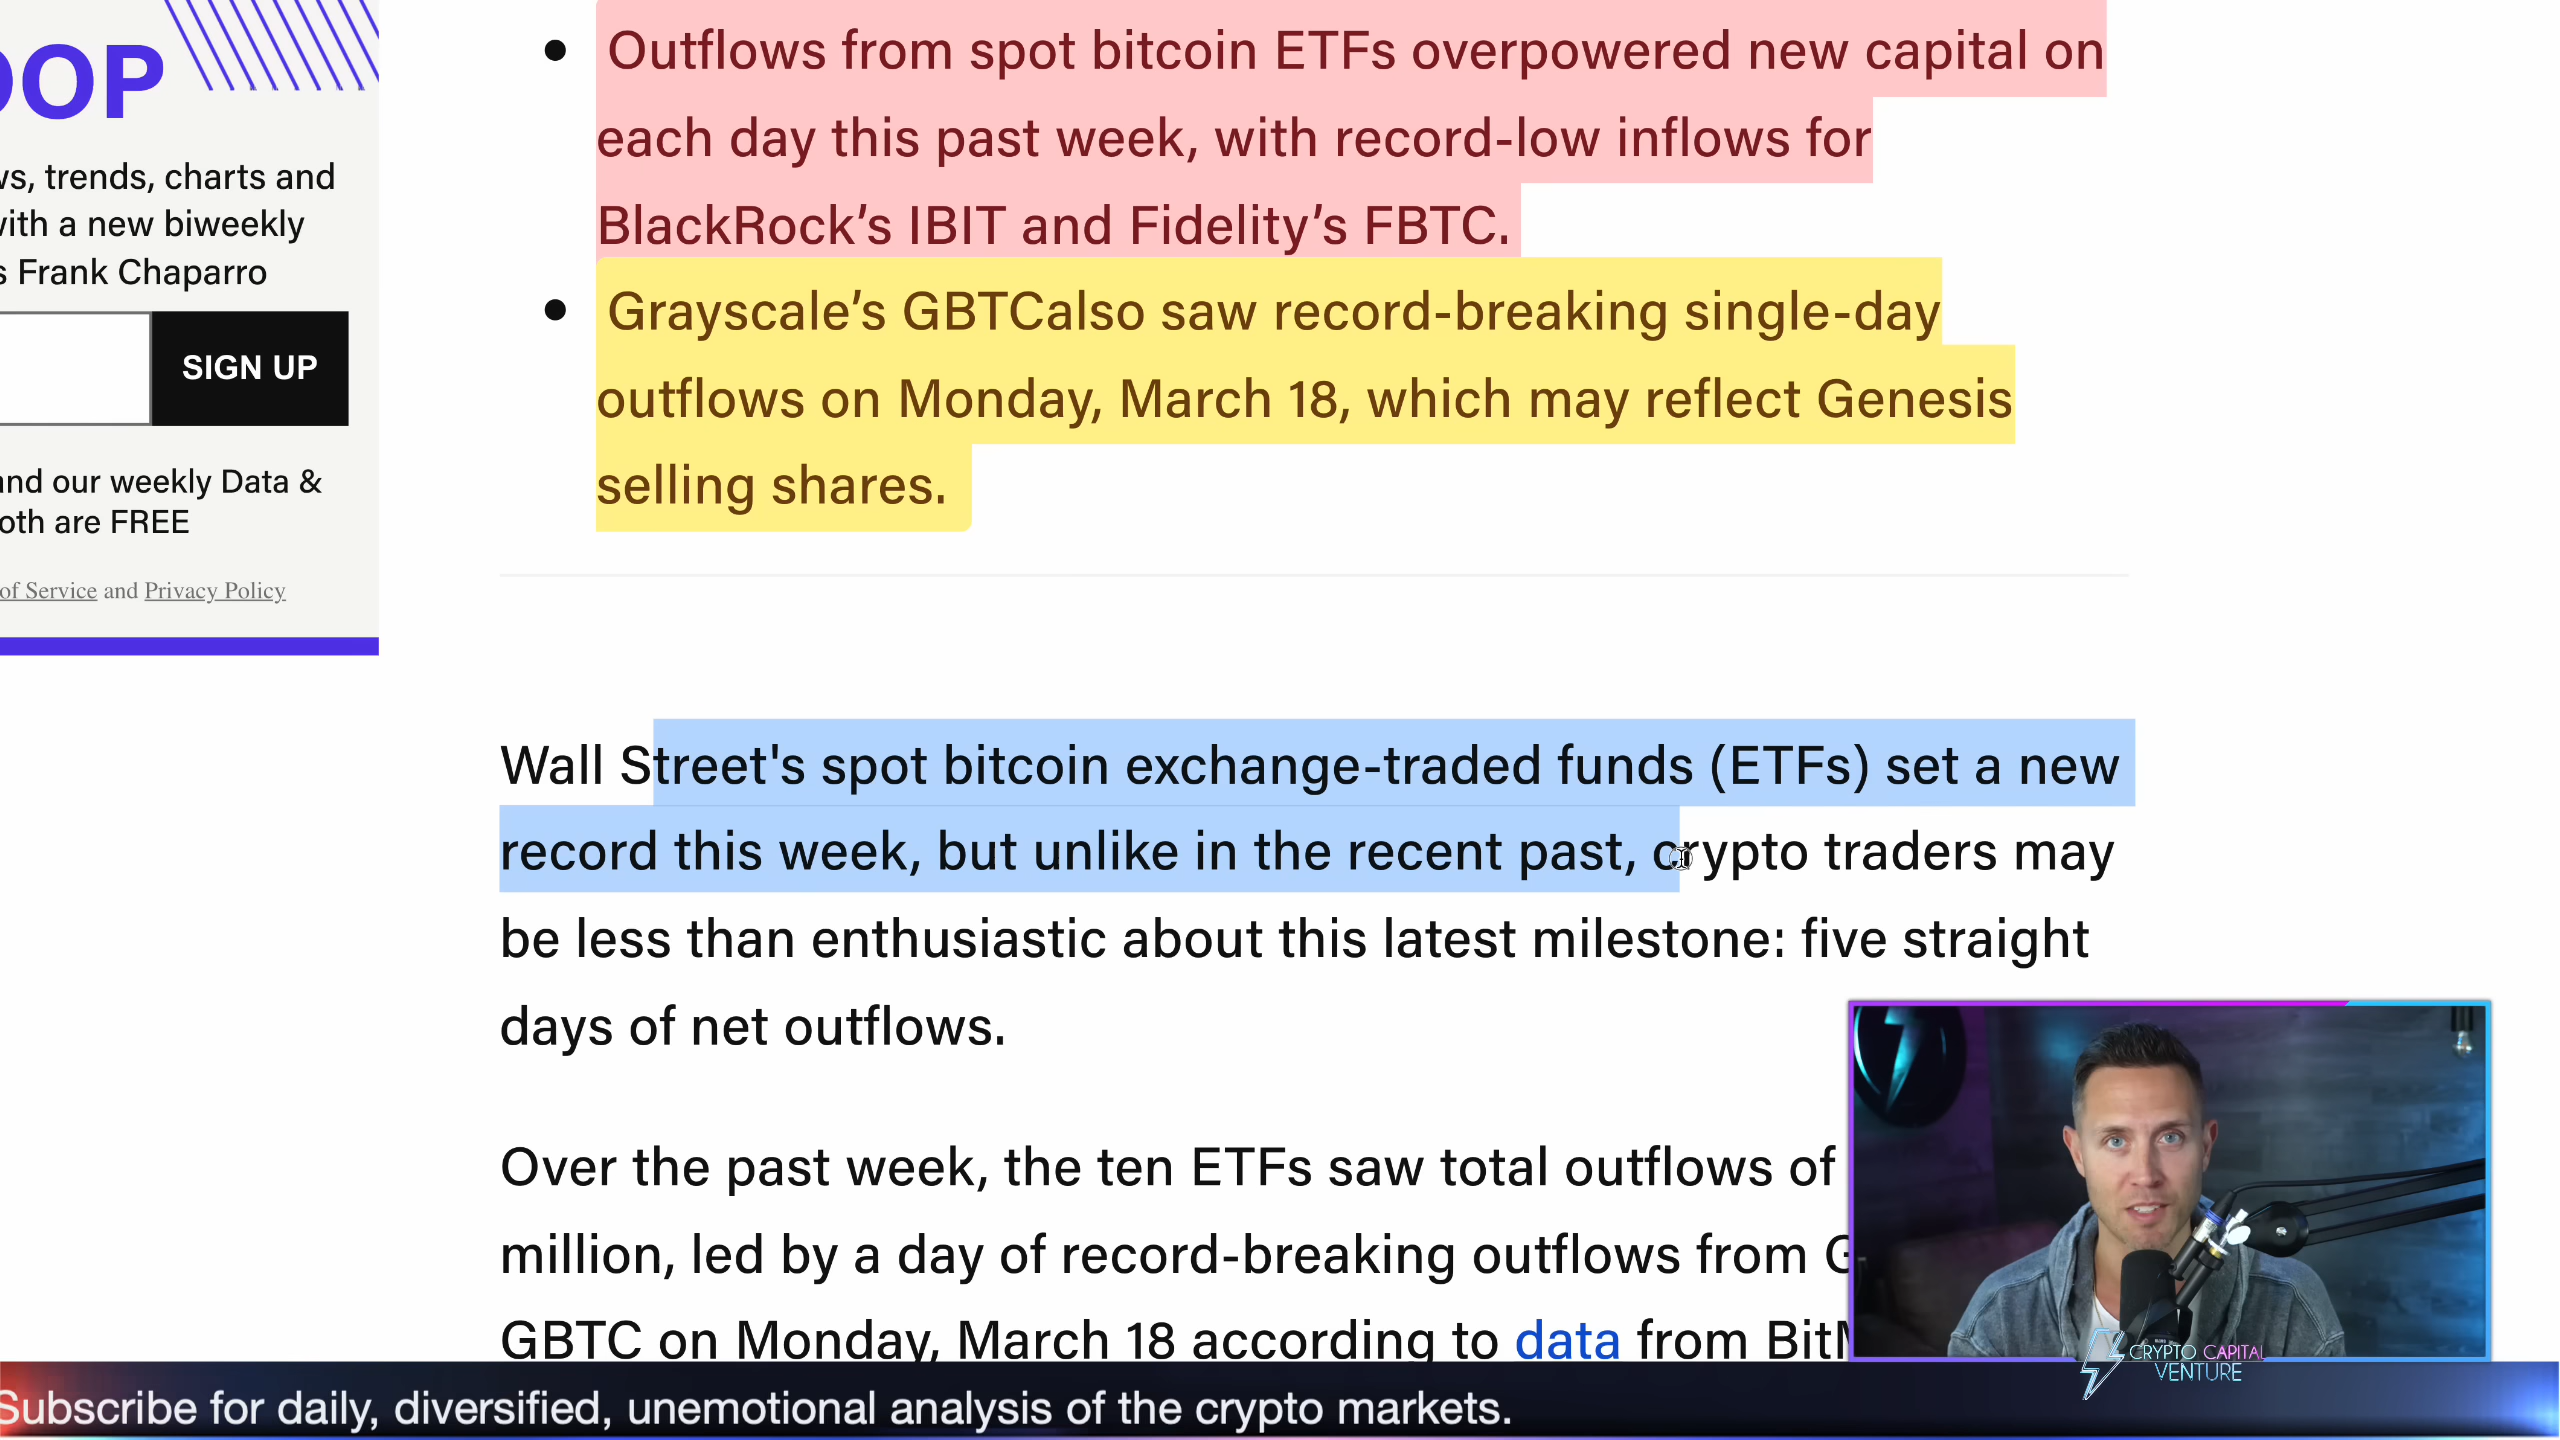 OOP
ws, trends, charts and
with a new biweekly
s Frank Chaparro
SIGN UP
and our weekly Data &
oth are FREE
of Service and Privacy Policy
• Outflows from spot bitcoin ETFs overpowered new capital on
each day this past week, with record-low inflows for
BlackRock’s IBIT and Fidelity’s FBTC.
• Grayscale’s GBTCalso saw record-breaking single-day
outflows on Monday, March 18, which may reflect Genesis
selling shares.
Wall Street's spot bitcoin exchange-traded funds (ETFs) set a new
record this week, but unlike in the recent past, crypto traders may
be less than enthusiastic about this latest milestone: five straight
days of net outflows.
Over the past week, the ten ETFs saw total outflows of
million, led by a day of record-breaking outflows from G
GBTC on Monday, March 18 according to data from BitM
CRYPTO CAPITAL
VENTURE
Subscribe for daily, diversified, unemotional analysis of the crypto markets.